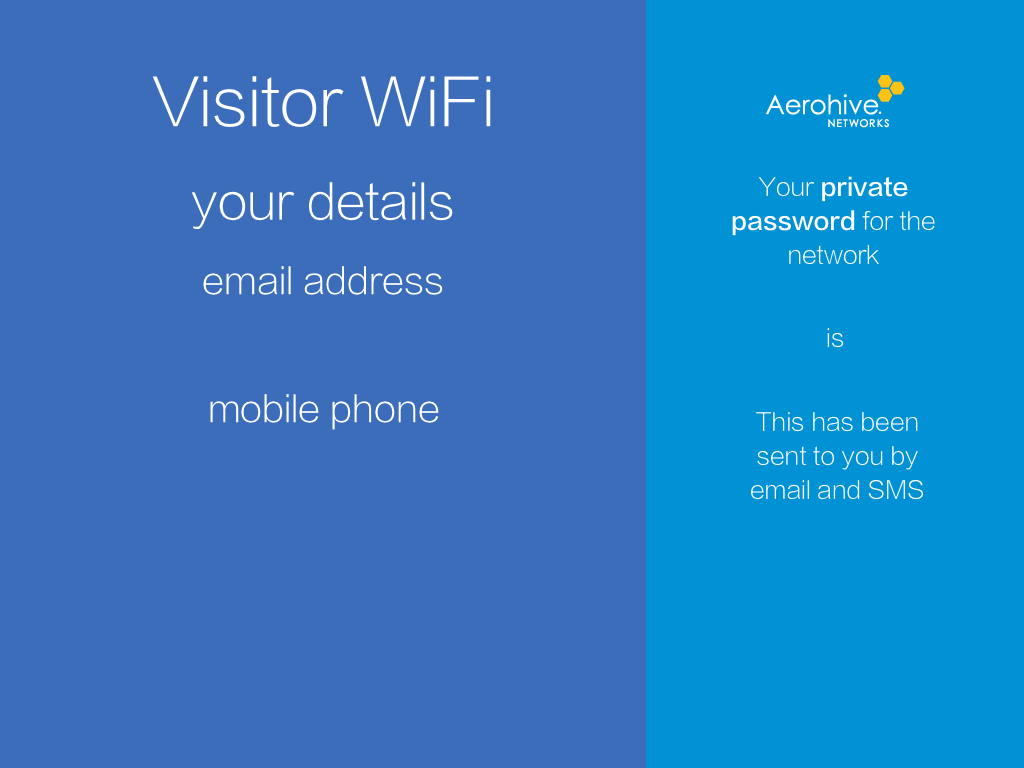 Visitor WiFi
your details
email address
mobile phone
Aerohive.
NETWORKS
Your private
password for the
network
is
This has been
sent to you by
email and SMS